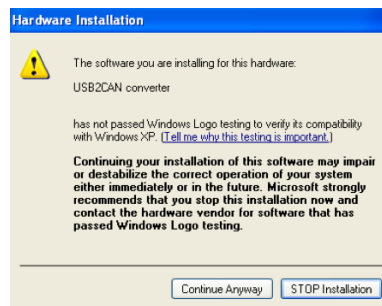 Hardware Installation
The software you are installing for this hardware:
USB2CAN converter
has not passed Windows Logo testing to verify its compatibility
with Windows XP. (Tell me why this testing is important.)
Continuing your installation of this software may impair
or destabilize the correct operation of your system
either immediately or in the future. Microsoft strongly
recommends that you stop this installation now and
contact the hardware vendor for software that has
passed Windows Logo testing.
Continue Anyway
STOP Installation